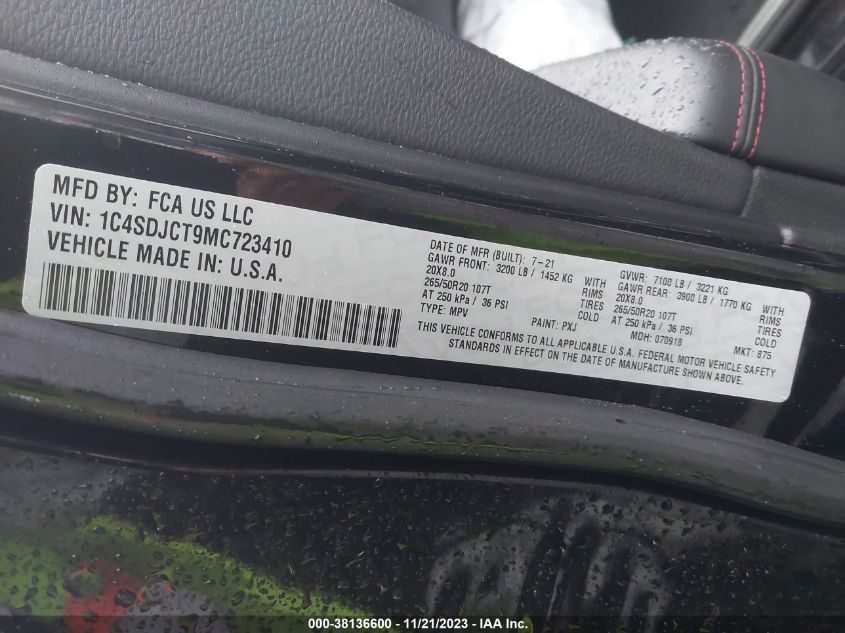 MFD BY: FCA US LLC
VIN: 1C4SDJCT9MC723410
VEHICLE MADE IN: U.S.A.
DATE OF MFR (BUILT): 7-21
GAWR FRONT: 3200 LB / 1452 KG WITH
20X8.0 RIMS
265/50R20 107T TIRES
AT 250 kPa / 36 PSI COLD
TYPE: MPV
PAINT: PXJ
GVWR: 7100 LB / 3221 KG
GAWR REAR: 3900 LB / 1770 KG WITH
20X8.0 RIMS
265/50R20 107T TIRES
AT 250 kPa / 36 PSI COLD
MDH: 070918
MKT: 875
THIS VEHICLE CONFORMS TO ALL APPLICABLE U.S.A. FEDERAL MOTOR VEHICLE SAFETY
STANDARDS IN EFFECT ON THE DATE OF MANUFACTURE SHOWN ABOVE.
000-38136600 - 11/21/2023 - IAA Inc.